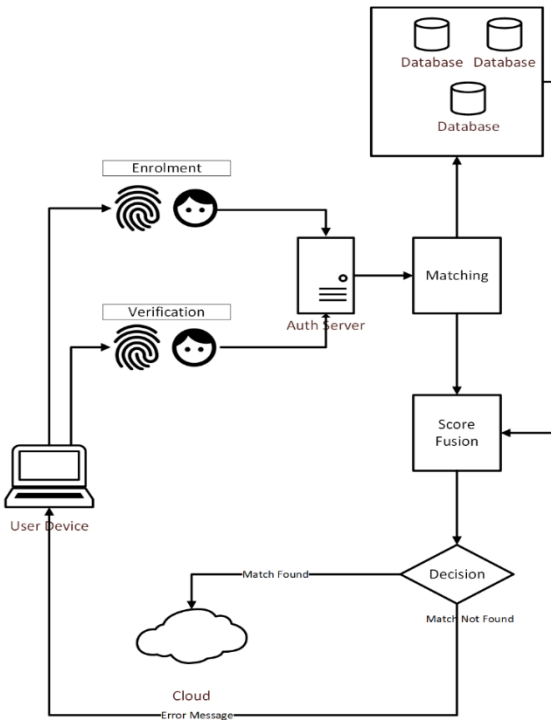 Database
Database
Database
Enrolment
Matching
Verification
Auth Server
Score
Fusion
User Device
Match Found
Decision
Match Not Found
Cloud
Error Message